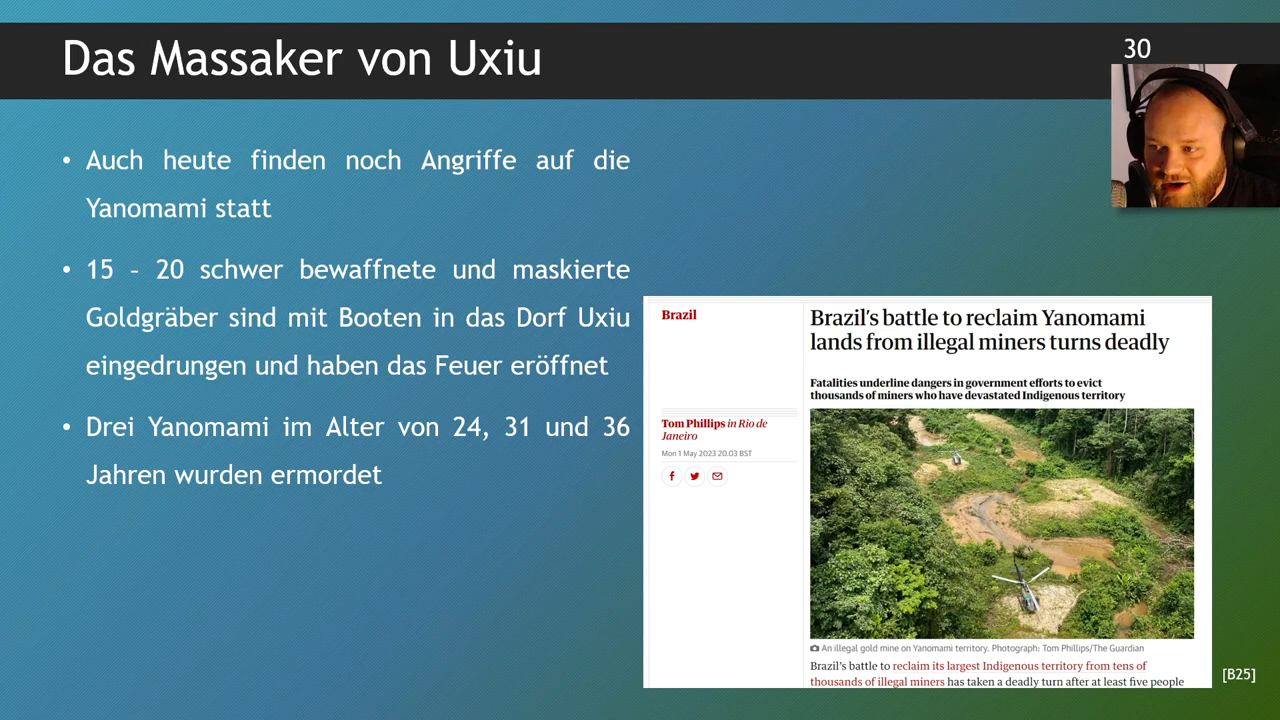 Das Massaker von Uxiu
30
• Auch heute finden noch Angriffe auf die
Yanomami statt
• 15 – 20 schwer bewaffnete und maskierte
Goldgräber sind mit Booten in das Dorf Uxiu
eingedrungen und haben das Feuer eröffnet
• Drei Yanomami im Alter von 24, 31 und 36
Jahren wurden ermordet
Brazil
Tom Phillips in Rio de
Janeiro
Mon 1 May 2023 20.03 BST
Brazil's battle to reclaim Yanomami
lands from illegal miners turns deadly
Fatalities underline dangers in government efforts to evict
thousands of miners who have devastated Indigenous territory
An illegal gold mine on Yanomami territory. Photograph: Tom Phillips/The Guardian
Brazil's battle to reclaim its largest Indigenous territory from tens of
thousands of illegal miners has taken a deadly turn after at least five people
[B25]